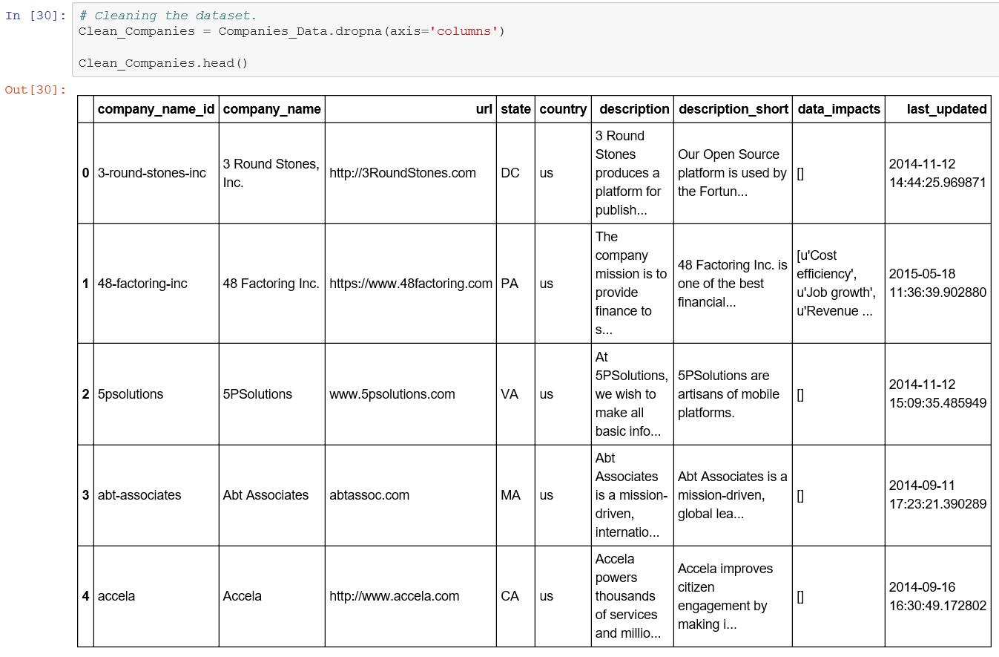 In [30]: # Cleaning the dataset.
Clean_Companies = Companies_Data.dropna(axis='columns')
Clean_Companies.head()
Out[30]:
company_name_id company_name url state country description description_short data_impacts last_updated
0 3-round-stones-inc
3 Round Stones,
Inc.
http://3RoundStones.com DC us
3 Round
Stones
produces a
platform for
publish...
Our Open Source
platform is used by
the Fortun...
[]
2014-11-12
14:44:25.969871
1 48-factoring-inc 48 Factoring Inc. https://www.48factoring.com PA us
The
company
mission is to
provide
finance to
s...
48 Factoring Inc. is
one of the best
financial...
[u'Cost
efficiency',
u'Job growth',
u'Revenue ...
2015-05-18
11:36:39.902880
2 5psolutions 5PSolutions www.5psolutions.com VA us
At
5PSolutions,
we wish to
make all
basic info...
5PSolutions are
artisans of mobile
platforms.
[]
2014-11-12
15:09:35.485949
3 abt-associates Abt Associates abtassoc.com MA us
Abt
Associates
is a mission-
driven,
internatio...
Abt Associates is a
mission-driven,
global lea...
[]
2014-09-11
17:23:21.390289
4 accela Accela http://www.accela.com CA us
Accela
powers
thousands
of services
and millio...
Accela improves
citizen
engagement by
making i...
[]
2014-09-16
16:30:49.172802